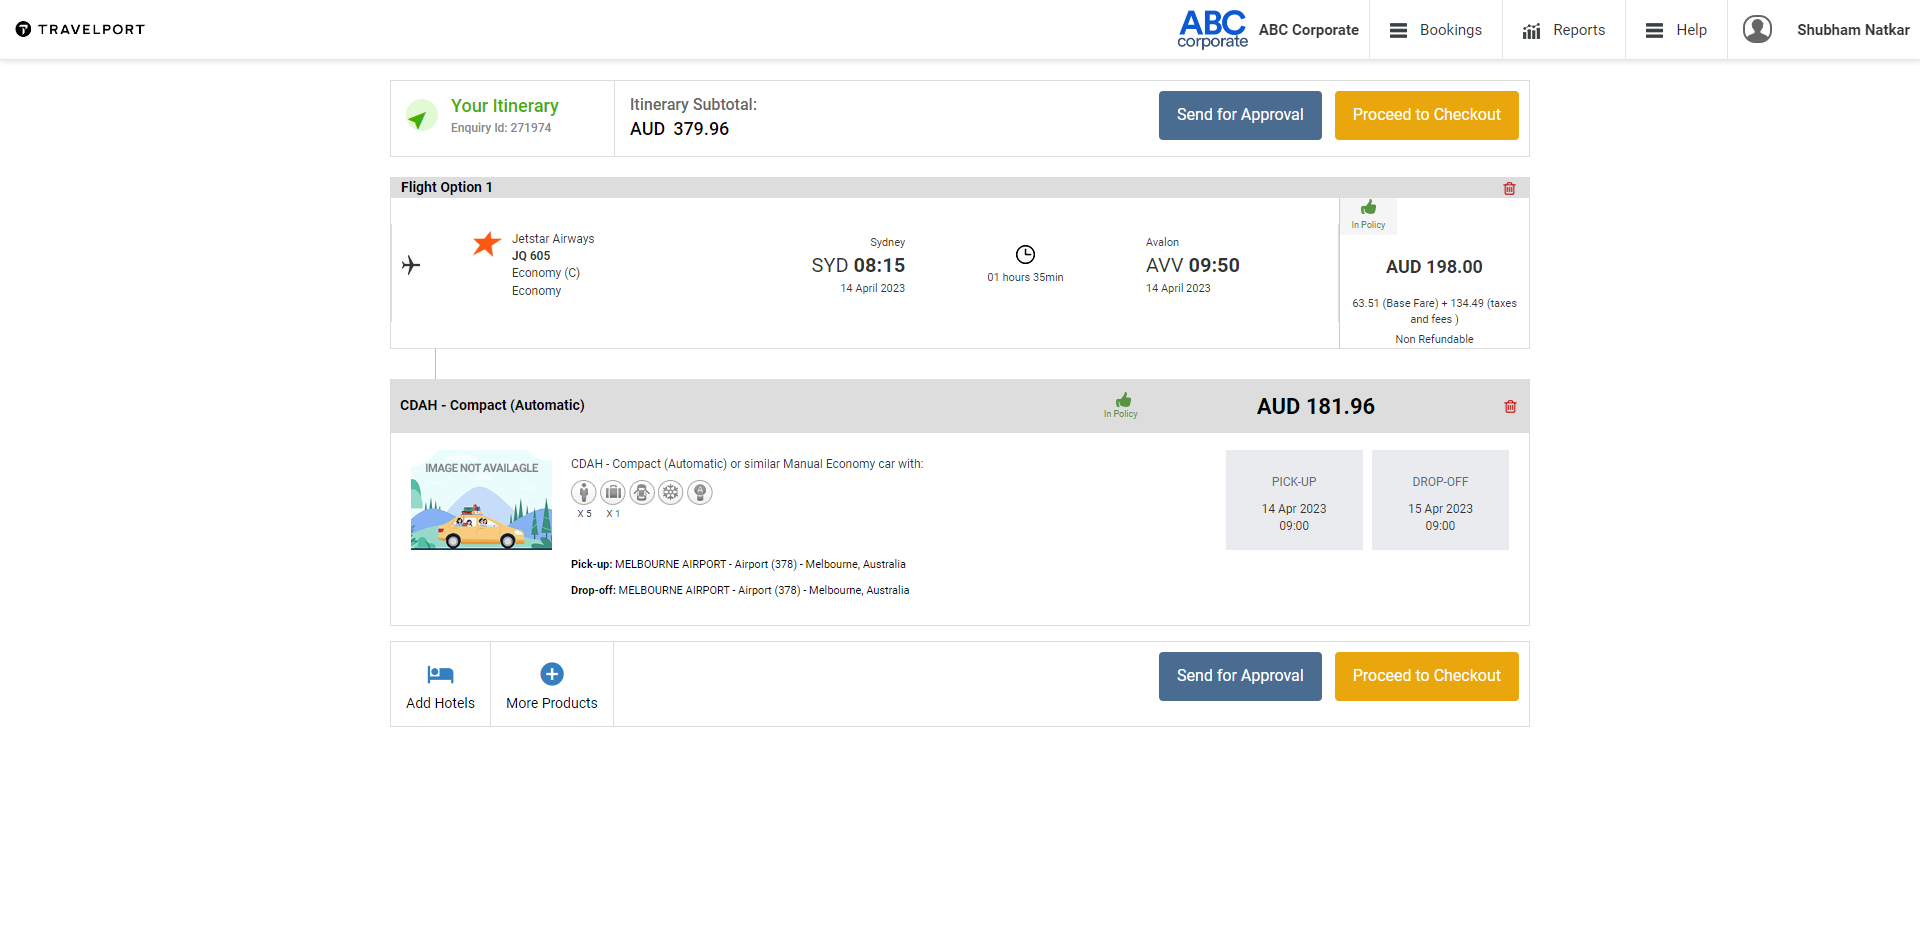 TRAVELPORT
ABC
corporate
ABC Corporate
Bookings
Reports
Help
Shubham Natkar
Your Itinerary
Enquiry Id: 271974
Itinerary Subtotal:
AUD 379.96
Send for Approval
Proceed to Checkout
Flight Option 1
Jetstar Airways
JQ 605
Economy (C)
Economy
Sydney
SYD 08:15
14 April 2023
01 hours 35min
Avalon
AVV 09:50
14 April 2023
In Policy
AUD 198.00
63.51 (Base Fare) + 134.49 (taxes
and fees )
Non Refundable
CDAH - Compact (Automatic)
In Policy
AUD 181.96
IMAGE NOT AVAILAGLE
CDAH - Compact (Automatic) or similar Manual Economy car with:
A
X 5
X 1
Pick-up: MELBOURNE AIRPORT - Airport (378) - Melbourne, Australia
Drop-off: MELBOURNE AIRPORT - Airport (378) - Melbourne, Australia
PICK-UP
14 Apr 2023
09:00
DROP-OFF
15 Apr 2023
09:00
Add Hotels
More Products
Send for Approval
Proceed to Checkout